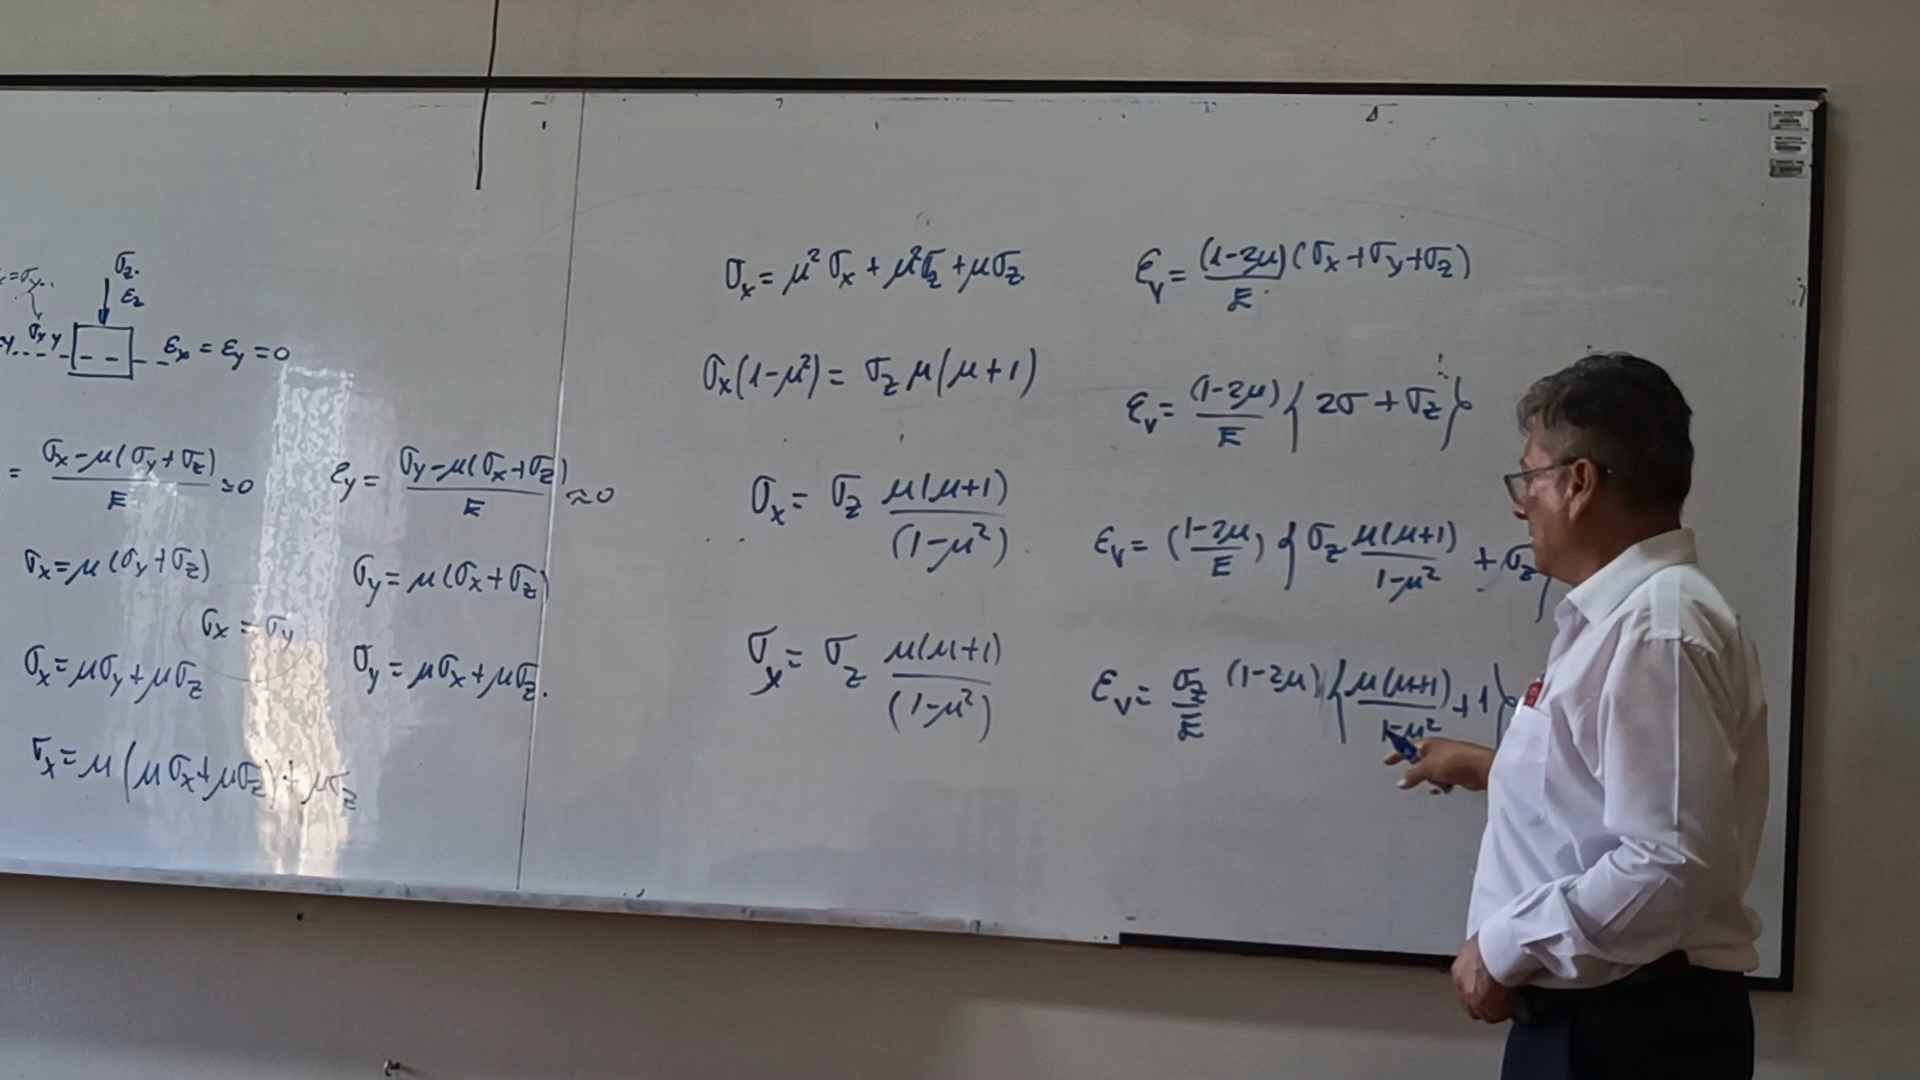 σz.
x=σy..
εz
σx y
εx = εy = 0
= (σx-μ(σy+σz))/E ≈0
εy = (σy-μ(σx+σz))/E ≈0
σx=μ(σy+σz)
σy=μ(σx+σz)
σx = σy
σx=μσy+μσz
σy=μσx+μσz.
σx=μ(μσx+μσz)+μσz
σx=μ²σx+μ²σz+μσz
σx(1-μ²)= σz μ(μ+1)
σx= σz μ(μ+1)/(1-μ²)
σy= σz μ(μ+1)/(1-μ²)
εv= (1-2μ)/E (σx+σy+σz)
εv= (1-2μ)/E {2σ+σz}
εv= (1-2μ/E) {σz μ(μ+1)/1-μ² + σz}
εv= σz/E (1-2μ) {μ(μ+1)/1-μ² +1}